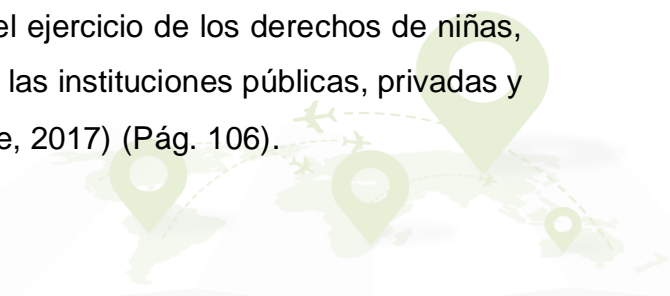 el ejercicio de los derechos de niñas,
las instituciones públicas, privadas y
e, 2017) (Pág. 106).